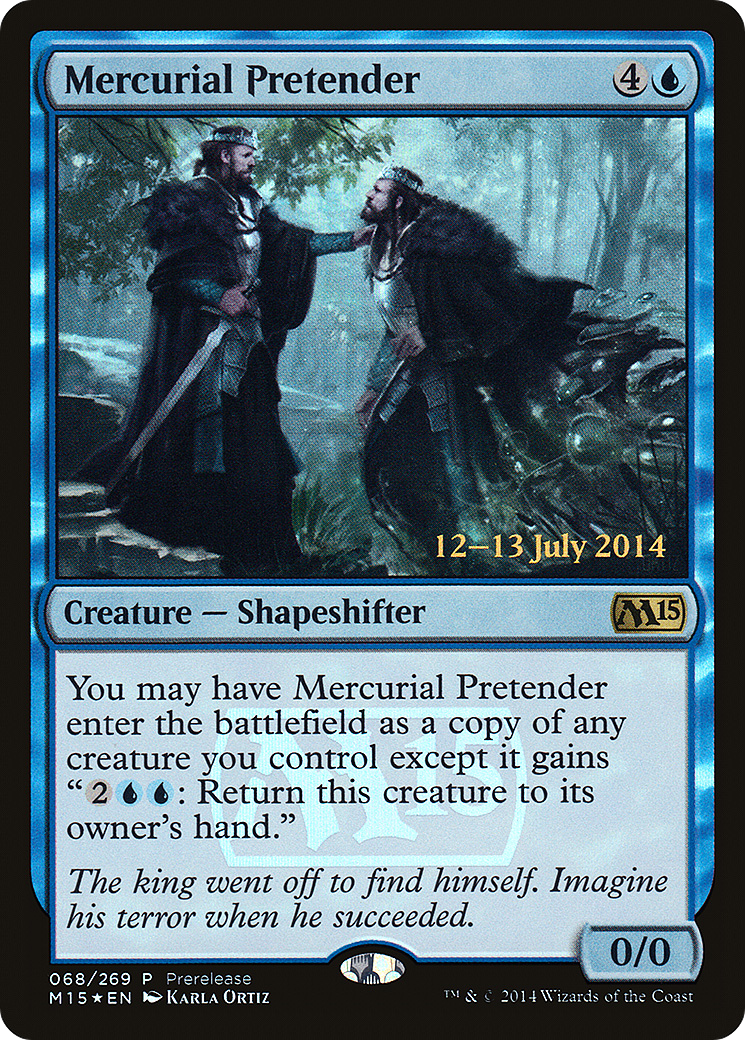 Mercurial Pretender 4
12–13 July 2014
Creature — Shapeshifter M15
You may have Mercurial Pretender
enter the battlefield as a copy of any
creature you control except it gains
“2: Return this creature to its
owner’s hand.”
The king went off to find himself. Imagine
his terror when he succeeded.
0/0
068/269 P Prerelease
M15★EN Karla Ortiz ™ & © 2014 Wizards of the Coast